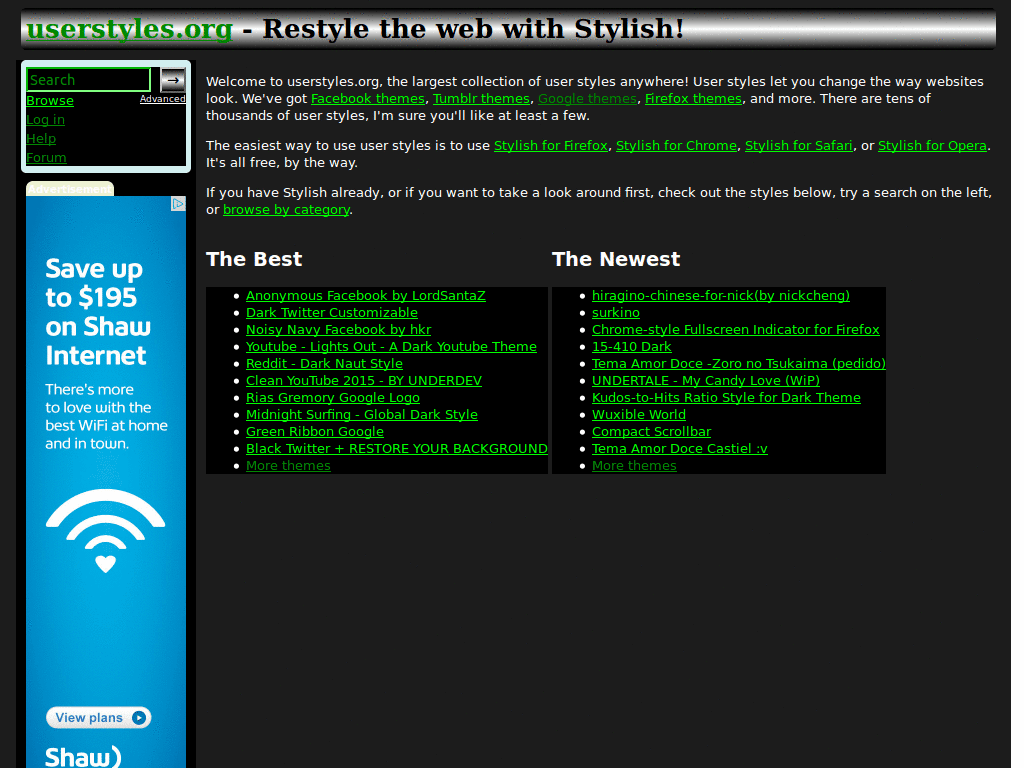 userstyles.org - Restyle the web with Stylish!
Search
→
Browse
Advanced
Log in
Help
Forum
Advertisement
Save up
to $195
on Shaw
Internet
There's more
to love with the
best WiFi at home
and in town.
View plans
Shaw)
Welcome to userstyles.org, the largest collection of user styles anywhere! User styles let you change the way websites
look. We've got Facebook themes, Tumblr themes, Google themes, Firefox themes, and more. There are tens of
thousands of user styles, I'm sure you'll like at least a few.
The easiest way to use user styles is to use Stylish for Firefox, Stylish for Chrome, Stylish for Safari, or Stylish for Opera.
It's all free, by the way.
If you have Stylish already, or if you want to take a look around first, check out the styles below, try a search on the left,
or browse by category.
The Best
• Anonymous Facebook by LordSantaZ
• Dark Twitter Customizable
• Noisy Navy Facebook by hkr
• Youtube - Lights Out - A Dark Youtube Theme
• Reddit - Dark Naut Style
• Clean YouTube 2015 - BY UNDERDEV
• Rias Gremory Google Logo
• Midnight Surfing - Global Dark Style
• Green Ribbon Google
• Black Twitter + RESTORE YOUR BACKGROUND
• More themes
The Newest
• hiragino-chinese-for-nick(by nickcheng)
• surkino
• Chrome-style Fullscreen Indicator for Firefox
• 15-410 Dark
• Tema Amor Doce -Zoro no Tsukaima (pedido)
• UNDERTALE - My Candy Love (WiP)
• Kudos-to-Hits Ratio Style for Dark Theme
• Wuxible World
• Compact Scrollbar
• Tema Amor Doce Castiel :v
• More themes